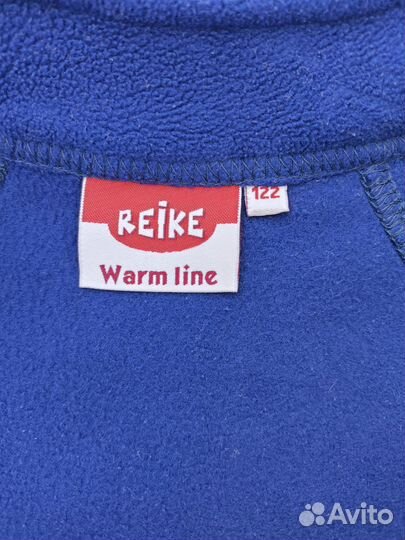 REiKE
122
Warm line
Avito